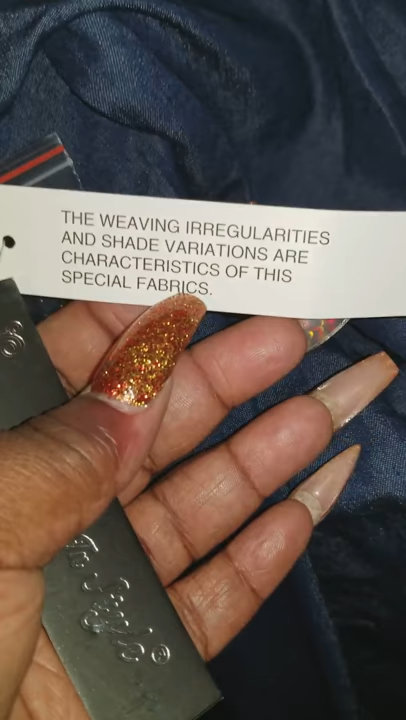 THE WEAVING IRREGULARITIES
AND SHADE VARIATIONS ARE
CHARACTERISTICS OF THIS
SPECIAL FABRICS.
®